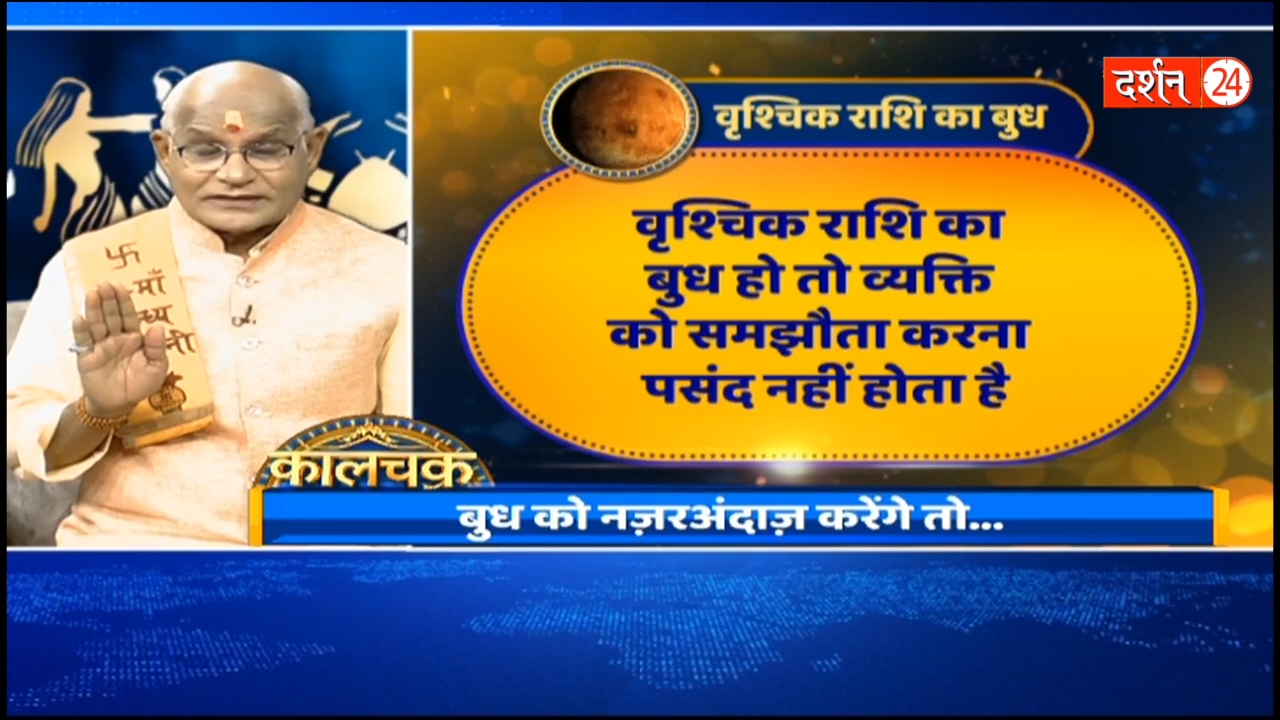 दर्शन 24
वृश्चिक राशि का बुध
वृश्चिक राशि का
बुध हो तो व्यक्ति
को समझौता करना
पसंद नहीं होता है
माँ
कालचक्र
बुध को नज़रअंदाज़ करेंगे तो...